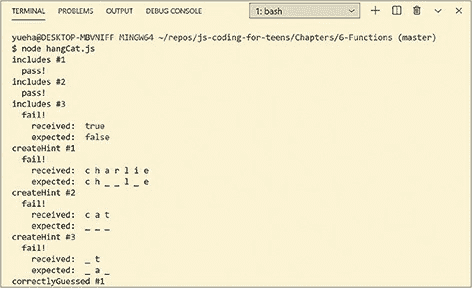 TERMINAL PROBLEMS OUTPUT DEBUG CONSOLE 1: bash
yueha@DESKTOP-MBVNIFF MINGW64 ~/repos/js-coding-for-teens/Chapters/6-Functions (master)
$ node hangCat.js
includes #1
pass!
includes #2
pass!
includes #3
fail!
received: true
expected: false
createHint #1
fail!
received: c h a r l i e
expected: c h _ _ l _ e
createHint #2
fail!
received: c a t
expected: _ _ _
createHint #3
fail!
received: _ t
expected: _ a _
correctlyGuessed #1